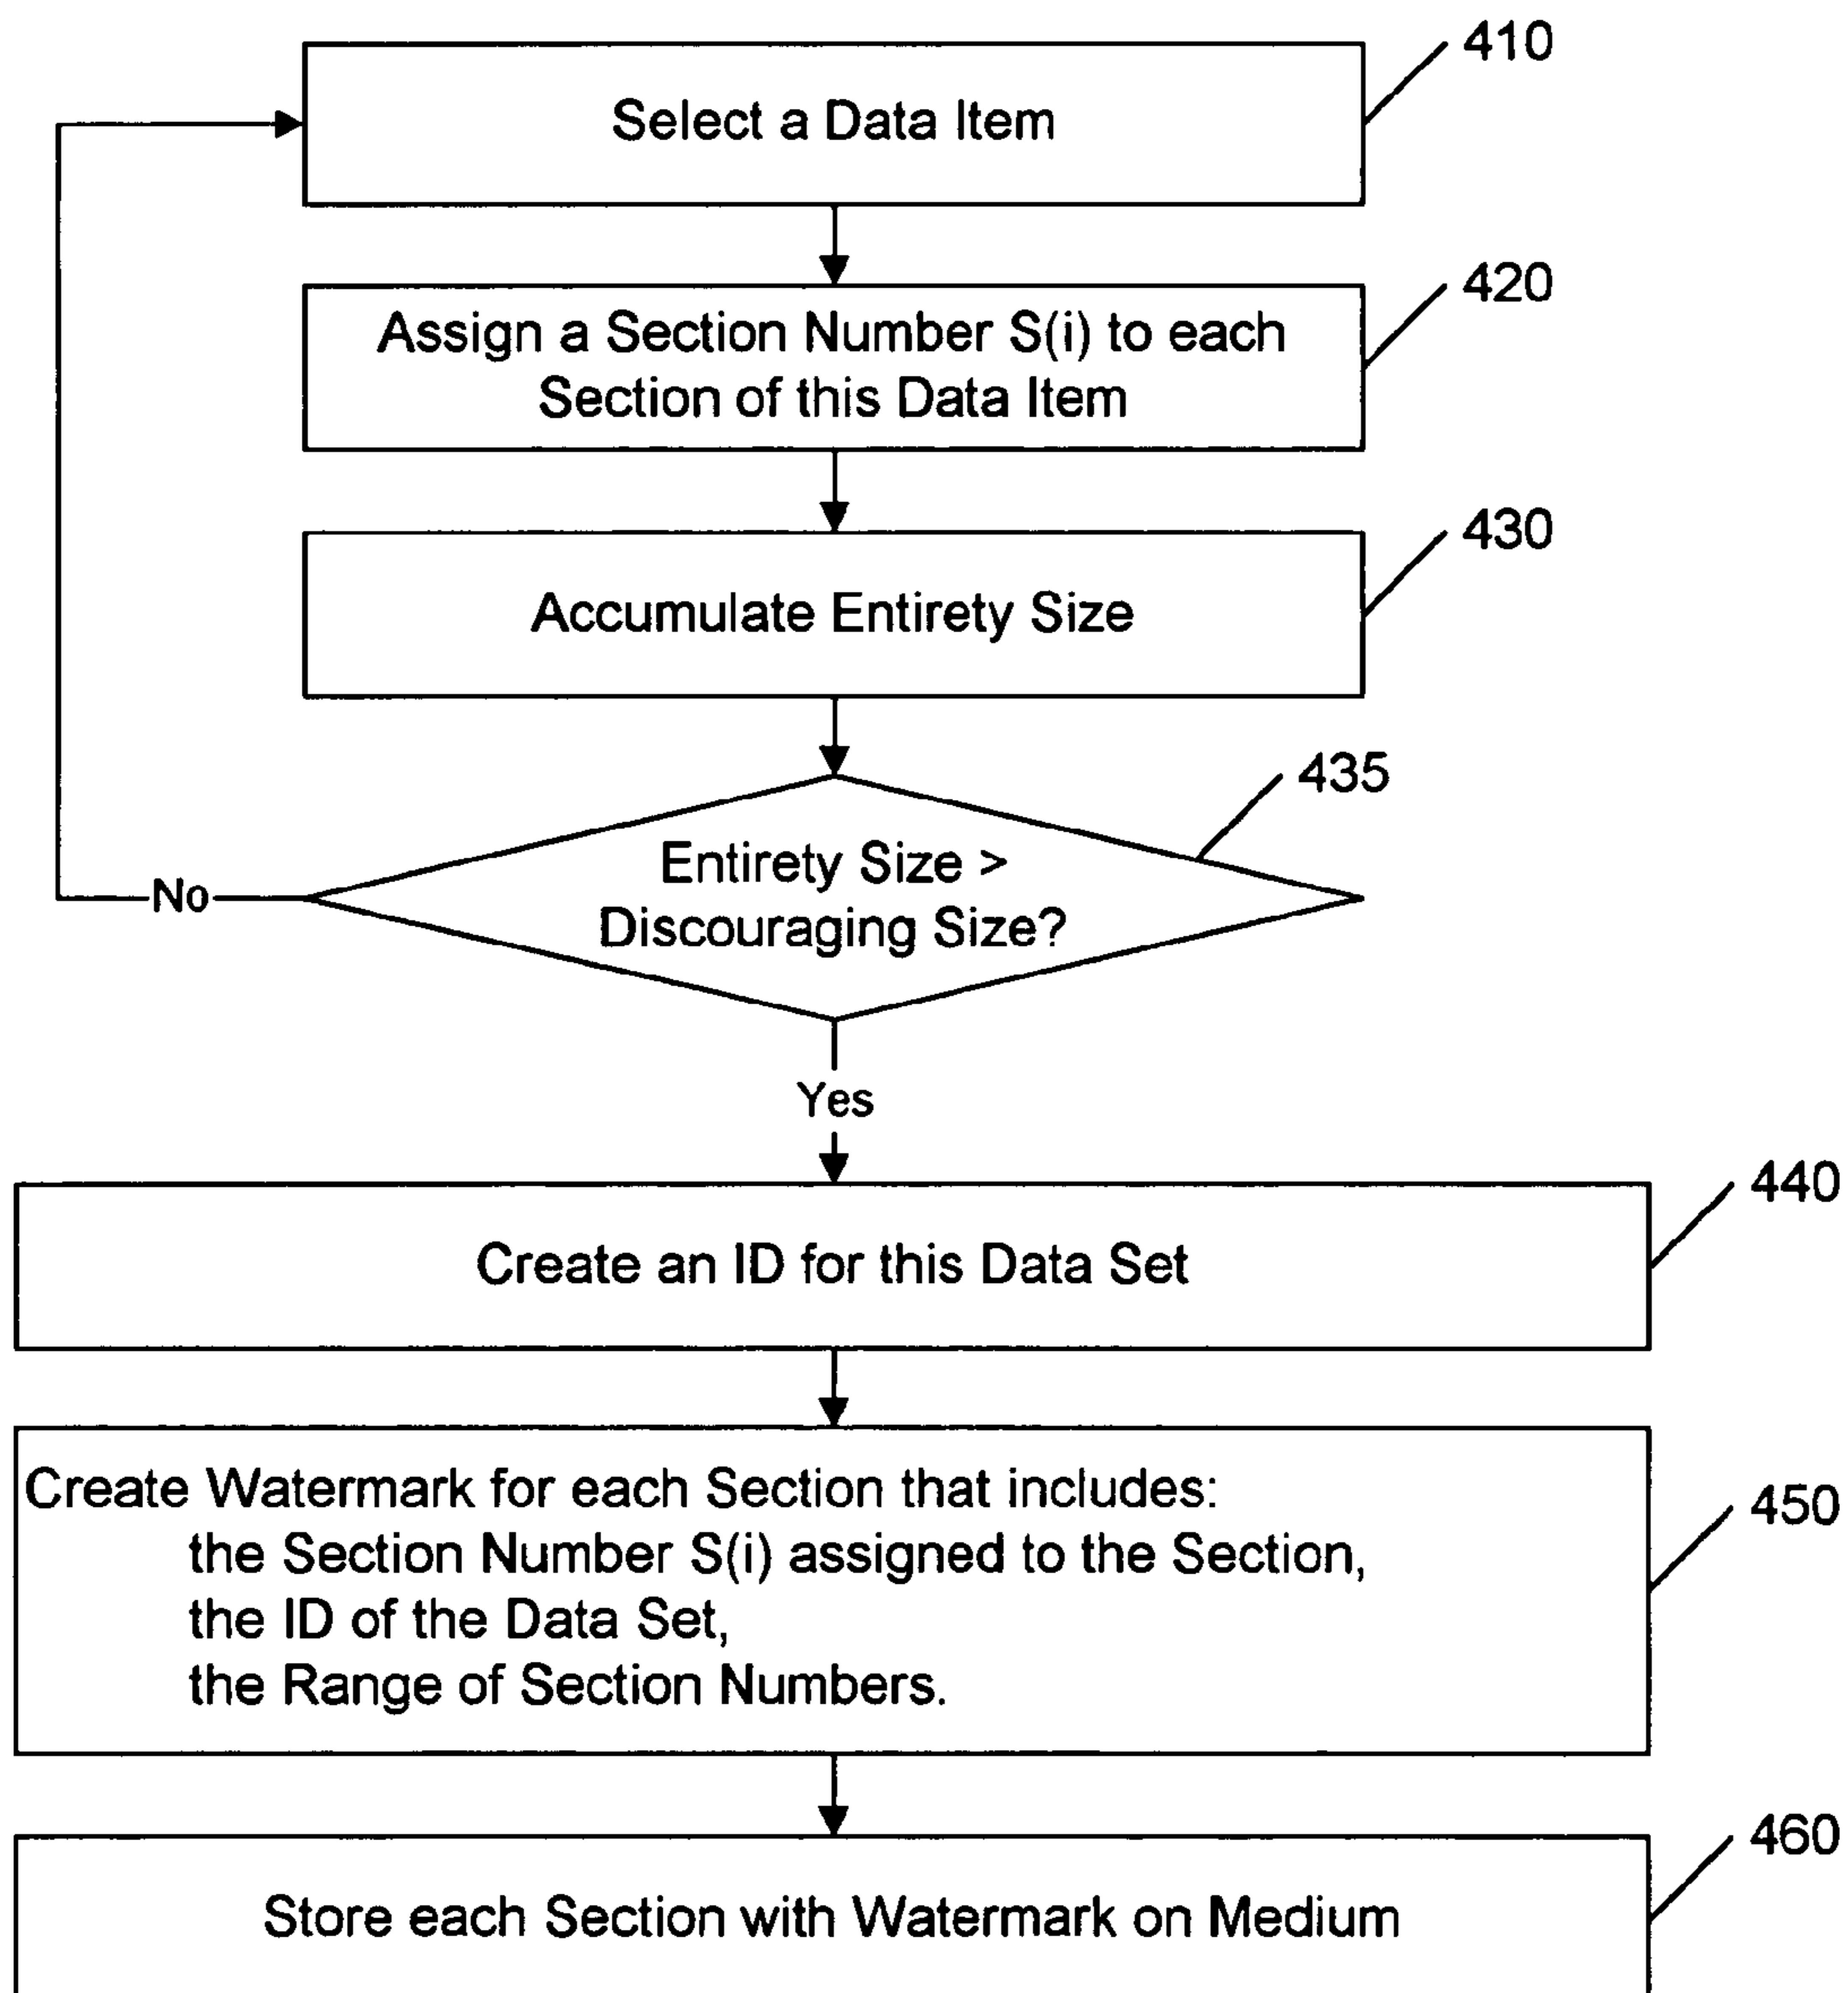 410
Select a Data Item
420
Assign a Section Number S(i) to each
Section of this Data Item
430
Accumulate Entirety Size
435
Entirety Size >
Discouraging Size?
No
Yes
440
Create an ID for this Data Set
450
Create Watermark for each Section that includes:
the Section Number S(i) assigned to the Section,
the ID of the Data Set,
the Range of Section Numbers.
460
Store each Section with Watermark on Medium